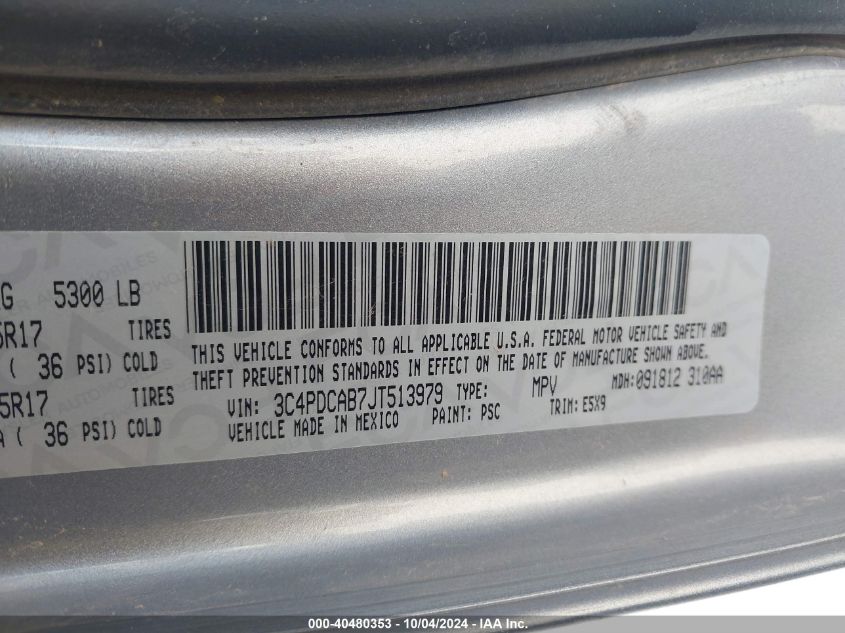 G 5300 LB
5R17 TIRES
( 36 PSI) COLD
5R17 TIRES
A ( 36 PSI) COLD
THIS VEHICLE CONFORMS TO ALL APPLICABLE U.S.A. FEDERAL MOTOR VEHICLE SAFETY AND
THEFT PREVENTION STANDARDS IN EFFECT ON THE DATE OF MANUFACTURE SHOWN ABOVE.
VIN: 3C4PDCAB7JT513979 TYPE: MPV MDH: 091812 310AA
VEHICLE MADE IN MEXICO PAINT: PSC TRIM: E5X9
000-40480353 - 10/04/2024 - IAA Inc.